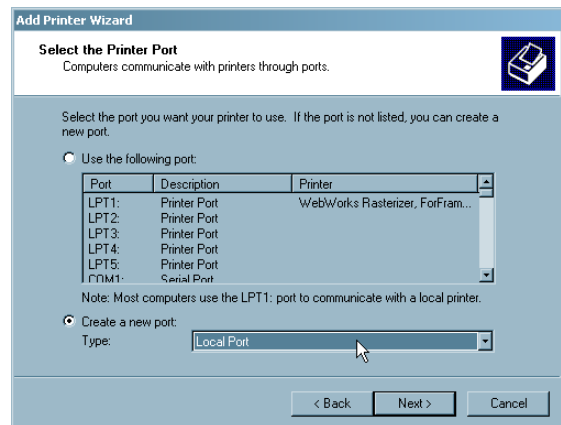 Add Printer Wizard
Select the Printer Port
Computers communicate with printers through ports.
Select the port you want your printer to use. If the port is not listed, you can create a
new port.
Use the following port:
Port Description Printer
LPT1: Printer Port WebWorks Rasterizer, ForFram...
LPT2: Printer Port
LPT3: Printer Port
LPT4: Printer Port
LPT5: Printer Port
COM1: Serial Port
Note: Most computers use the LPT1: port to communicate with a local printer.
Create a new port:
Type: Local Port
< Back Next > Cancel